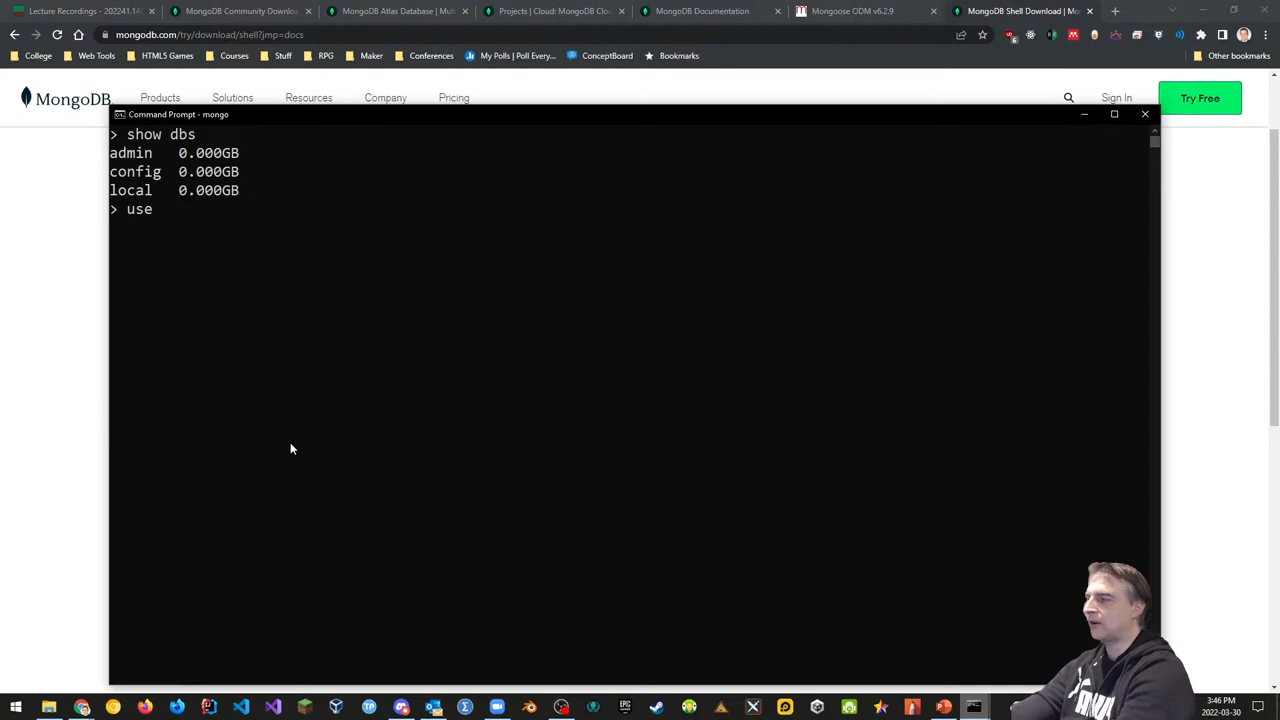 Lecture Recordings - 202241.14
MongoDB Community Downlo
MongoDB Atlas Database | Mul
Projects | Cloud: MongoDB Clo
MongoDB Documentation
Mongoose ODM v6.2.9
MongoDB Shell Download | Mo
mongodb.com/try/download/shell?jmp=docs
College
Web Tools
HTML5 Games
Courses
Stuff
RPG
Maker
Conferences
My Polls | Poll Every...
ConceptBoard
Messages
Other bookmarks
MongoDB.
Products
Solutions
Resources
Company
Pricing
Sign In
Try Free
Command Prompt - mongo
> show dbs
admin 0.000GB
config 0.000GB
local 0.000GB
> use
3:46 PM
2022-03-30